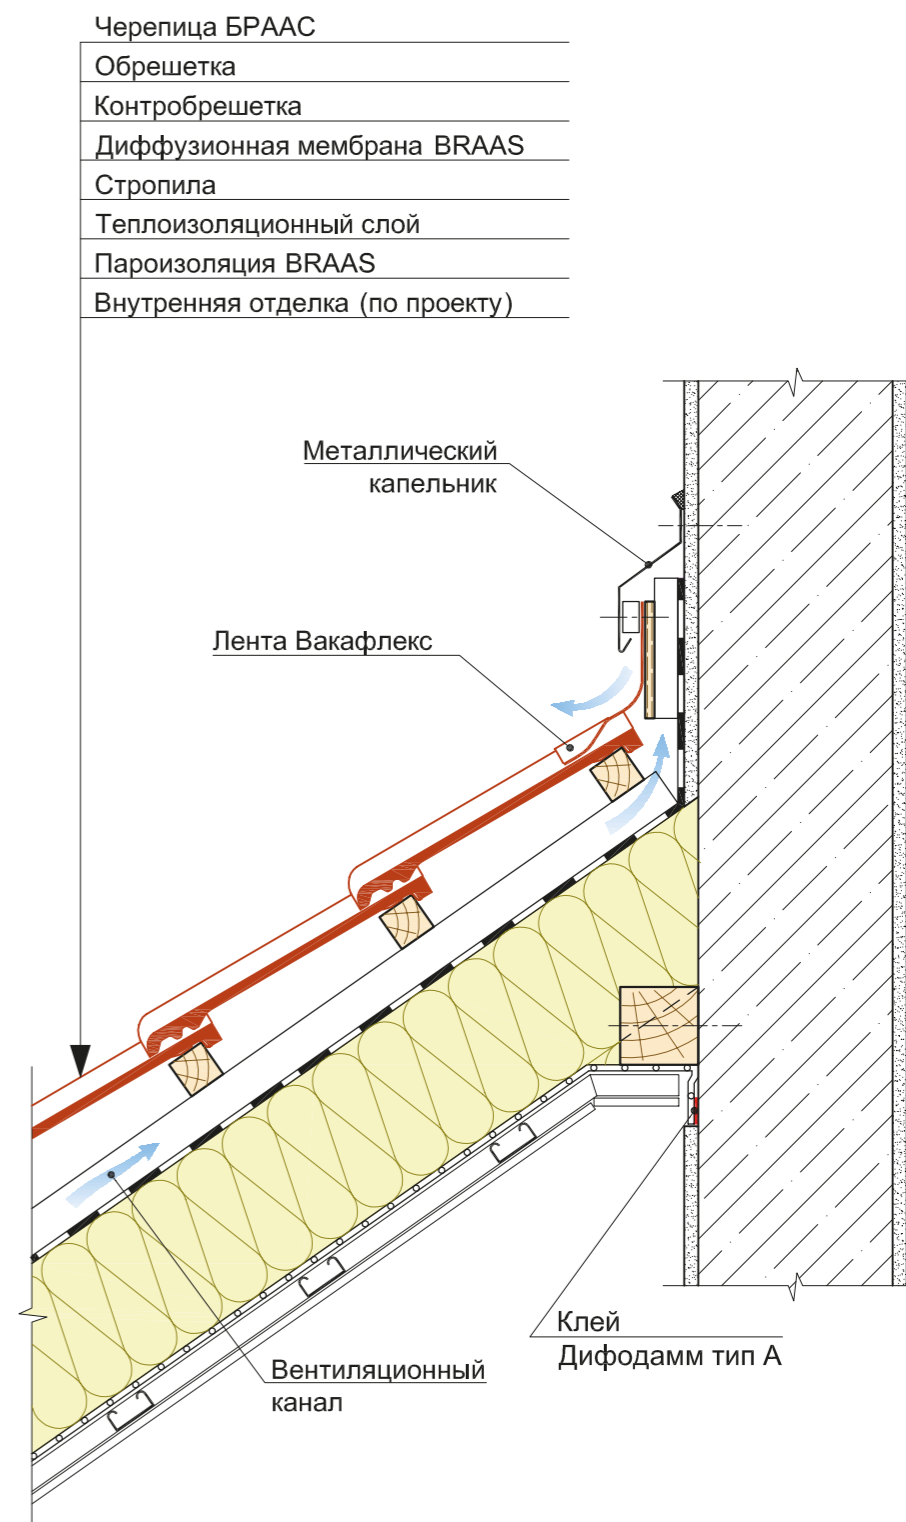 Черепица БРААС
Обрешетка
Контробрешетка
Диффузионная мембрана BRAAS
Стропила
Теплоизоляционный слой
Пароизоляция BRAAS
Внутренняя отделка (по проекту)
Металлический
капельник
Лента Вакафлекс
Клей
Дифодамм тип А
Вентиляционный
канал